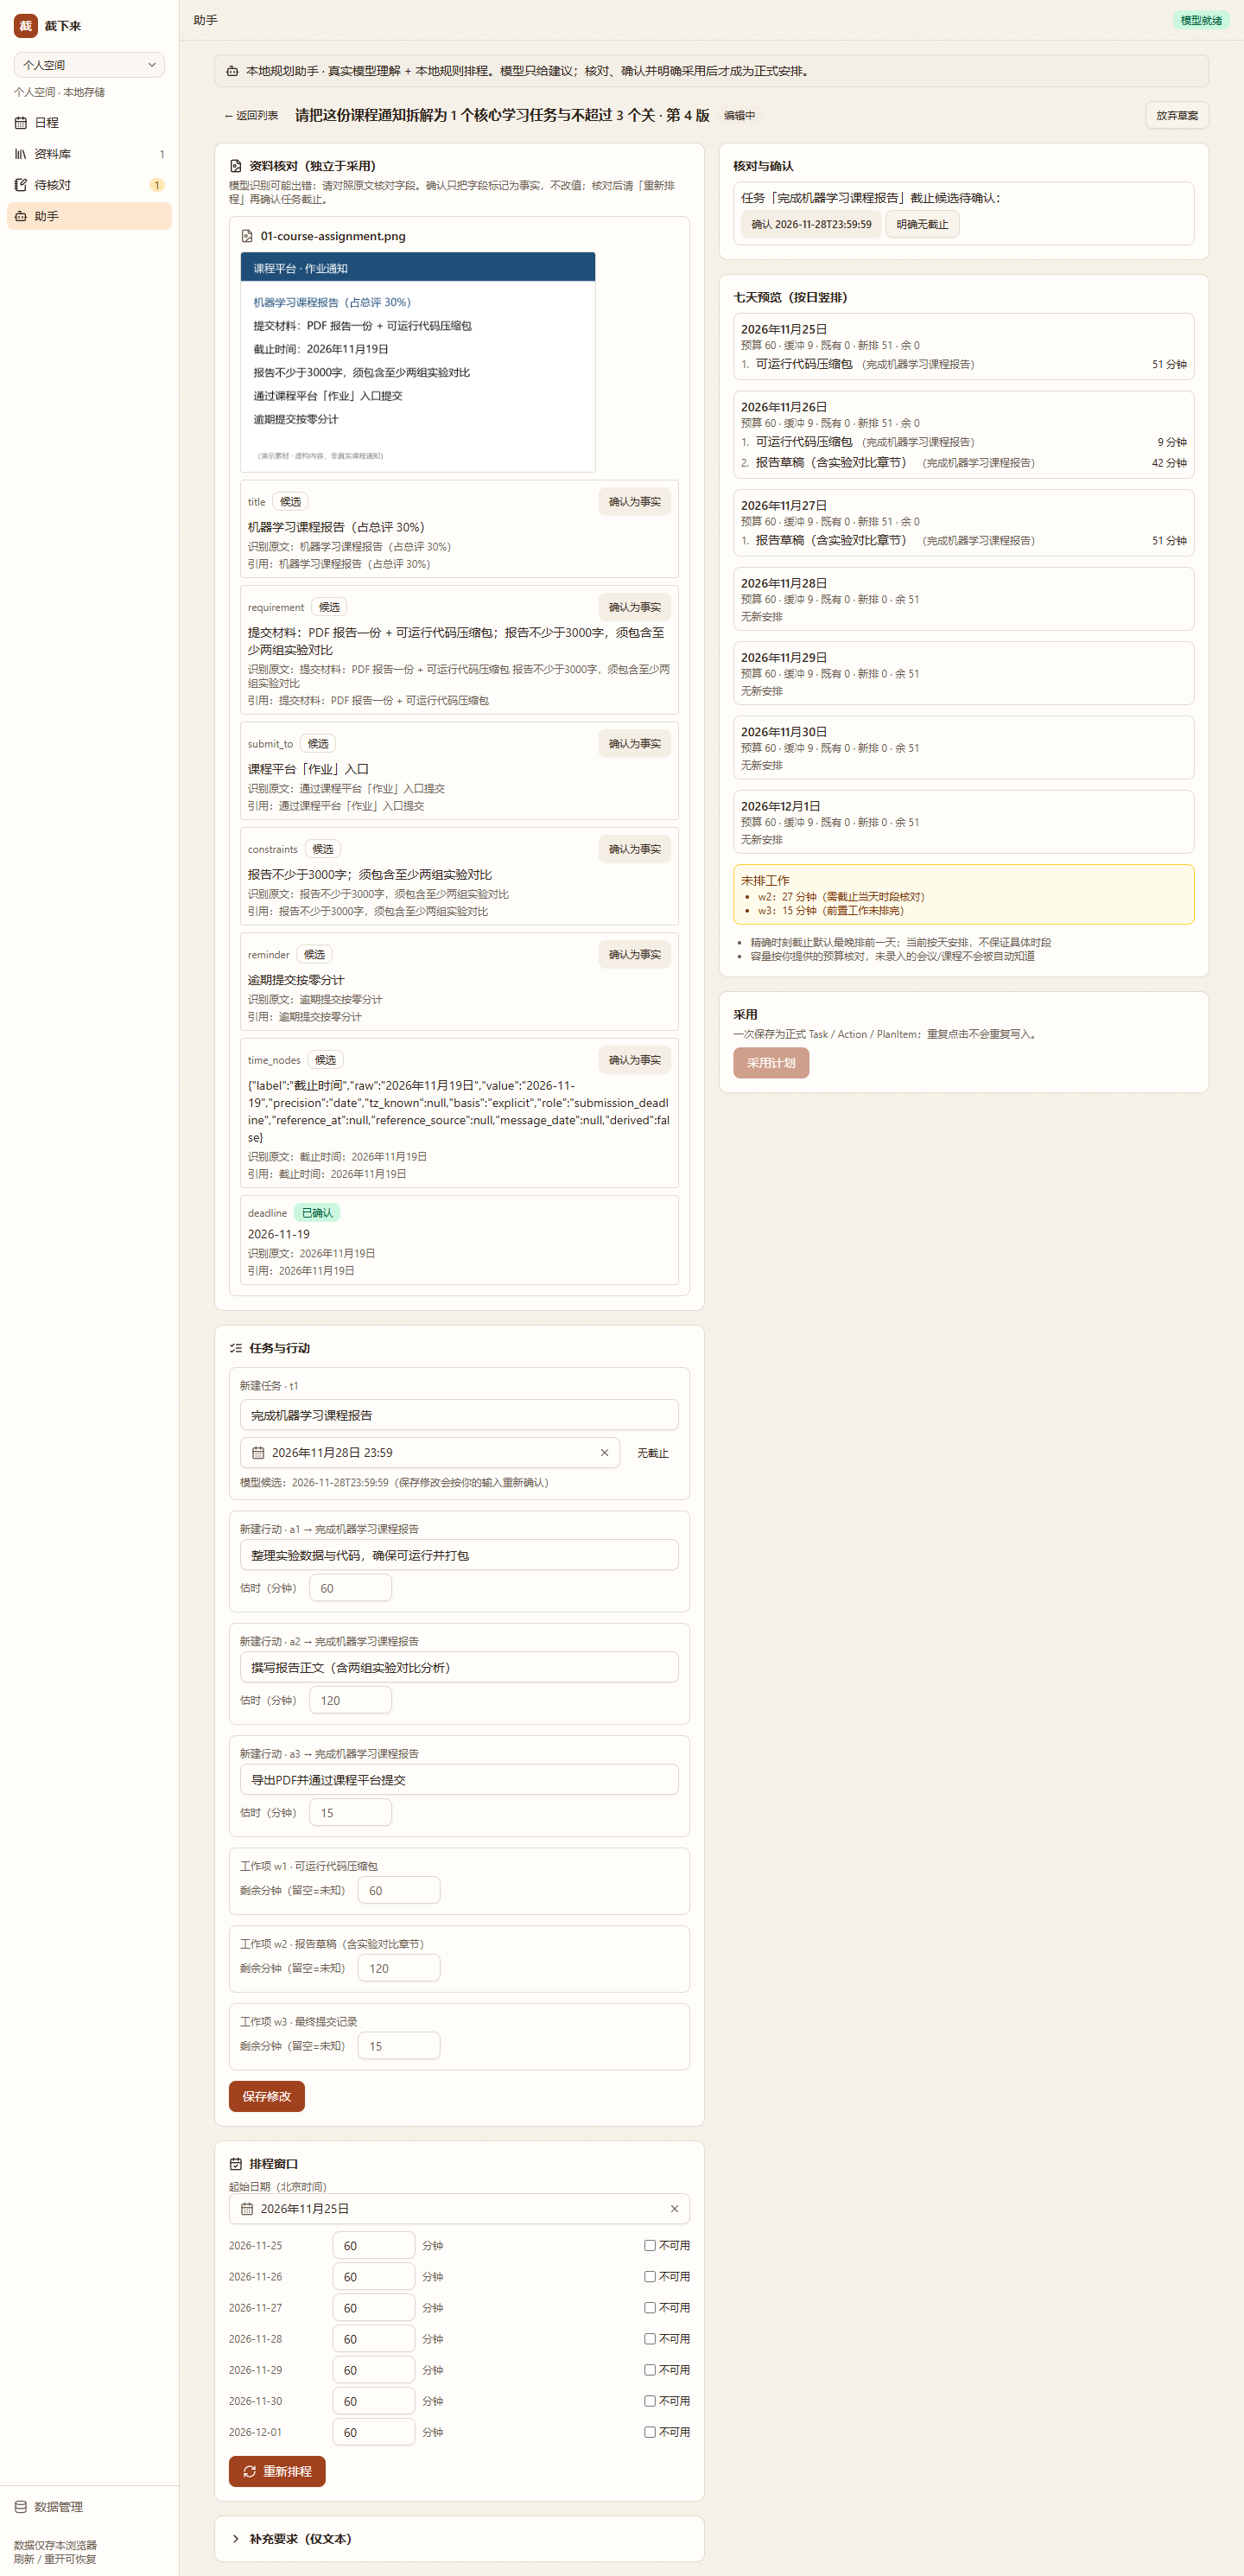 截 截下来
个人空间
个人空间 · 本地存储
日程
资料库 1
待核对 1
助手
数据管理
数据仅存本浏览器
刷新 / 重开可恢复
助手
模型就绪
本地规划助手 · 真实模型理解 + 本地规则排程。模型只给建议；核对、确认并明确采用后才成为正式安排。
← 返回列表 请把这份课程通知拆解为 1 个核心学习任务与不超过 3 个关 · 第 4 版 编辑中 放弃草案
资料核对（独立于采用）
模型识别可能出错：请对照原文核对字段。确认只把字段标记为事实，不改值；核对后请「重新排
程」再确认任务截止。
01-course-assignment.png
课程平台 · 作业通知
机器学习课程报告（占总评 30%）
提交材料：PDF 报告一份 + 可运行代码压缩包
截止时间：2026年11月19日
报告不少于3000字，须包含至少两组实验对比
通过课程平台「作业」入口提交
逾期提交按零分计
（演示素材 · 虚构内容，非真实课程通知）
title 候选 确认为事实
机器学习课程报告（占总评 30%）
识别原文：机器学习课程报告（占总评 30%）
引用：机器学习课程报告（占总评 30%）
requirement 候选 确认为事实
提交材料：PDF 报告一份 + 可运行代码压缩包；报告不少于3000字，须包含至
少两组实验对比
识别原文：提交材料：PDF 报告一份 + 可运行代码压缩包 报告不少于3000字，须包含至少两
组实验对比
引用：提交材料：PDF 报告一份 + 可运行代码压缩包
submit_to 候选 确认为事实
课程平台「作业」入口
识别原文：通过课程平台「作业」入口提交
引用：通过课程平台「作业」入口提交
constraints 候选 确认为事实
报告不少于3000字；须包含至少两组实验对比
识别原文：报告不少于3000字，须包含至少两组实验对比
引用：报告不少于3000字，须包含至少两组实验对比
reminder 候选 确认为事实
逾期提交按零分计
识别原文：逾期提交按零分计
引用：逾期提交按零分计
time_nodes 候选 确认为事实
{"label":"截止时间","raw":"2026年11月19日","value":"2026-11-
19","precision":"date","tz_known":null,"basis":"explicit","role":"submission_deadl
ine","reference_at":null,"reference_source":null,"message_date":null,"derived":fal
se}
识别原文：截止时间：2026年11月19日
引用：截止时间：2026年11月19日
deadline 已确认
2026-11-19
识别原文：2026年11月19日
引用：2026年11月19日
任务与行动
新建任务 · t1
完成机器学习课程报告
2026年11月28日 23:59 × 无截止
模型候选：2026-11-28T23:59:59（保存修改会按你的输入重新确认）
新建行动 · a1 → 完成机器学习课程报告
整理实验数据与代码，确保可运行并打包
估时（分钟） 60
新建行动 · a2 → 完成机器学习课程报告
撰写报告正文（含两组实验对比分析）
估时（分钟） 120
新建行动 · a3 → 完成机器学习课程报告
导出PDF并通过课程平台提交
估时（分钟） 15
工作项 w1 · 可运行代码压缩包
剩余分钟（留空=未知） 60
工作项 w2 · 报告草稿（含实验对比章节）
剩余分钟（留空=未知） 120
工作项 w3 · 最终提交记录
剩余分钟（留空=未知） 15
保存修改
排程窗口
起始日期（北京时间）
2026年11月25日 ×
2026-11-25 60 分钟 不可用
2026-11-26 60 分钟 不可用
2026-11-27 60 分钟 不可用
2026-11-28 60 分钟 不可用
2026-11-29 60 分钟 不可用
2026-11-30 60 分钟 不可用
2026-12-01 60 分钟 不可用
重新排程
补充要求（仅文本）
核对与确认
任务「完成机器学习课程报告」截止候选待确认：
确认 2026-11-28T23:59:59 明确无截止
七天预览（按日竖排）
2026年11月25日
预算 60 · 缓冲 9 · 既有 0 · 新排 51 · 余 0
1. 可运行代码压缩包 （完成机器学习课程报告） 51 分钟
2026年11月26日
预算 60 · 缓冲 9 · 既有 0 · 新排 51 · 余 0
1. 可运行代码压缩包 （完成机器学习课程报告） 9 分钟
2. 报告草稿（含实验对比章节） （完成机器学习课程报告） 42 分钟
2026年11月27日
预算 60 · 缓冲 9 · 既有 0 · 新排 51 · 余 0
1. 报告草稿（含实验对比章节） （完成机器学习课程报告） 51 分钟
2026年11月28日
预算 60 · 缓冲 9 · 既有 0 · 新排 0 · 余 51
无新安排
2026年11月29日
预算 60 · 缓冲 9 · 既有 0 · 新排 0 · 余 51
无新安排
2026年11月30日
预算 60 · 缓冲 9 · 既有 0 · 新排 0 · 余 51
无新安排
2026年12月1日
预算 60 · 缓冲 9 · 既有 0 · 新排 0 · 余 51
无新安排
未排工作
• w2：27 分钟（需截止当天时段核对）
• w3：15 分钟（前置工作未排完）
• 精确时刻截止默认最晚排前一天；当前按天安排，不保证具体时段
• 容量按你提供的预算核对，未录入的会议/课程不会被自动知道
采用
一次保存为正式 Task / Action / PlanItem；重复点击不会重复写入。
采用计划